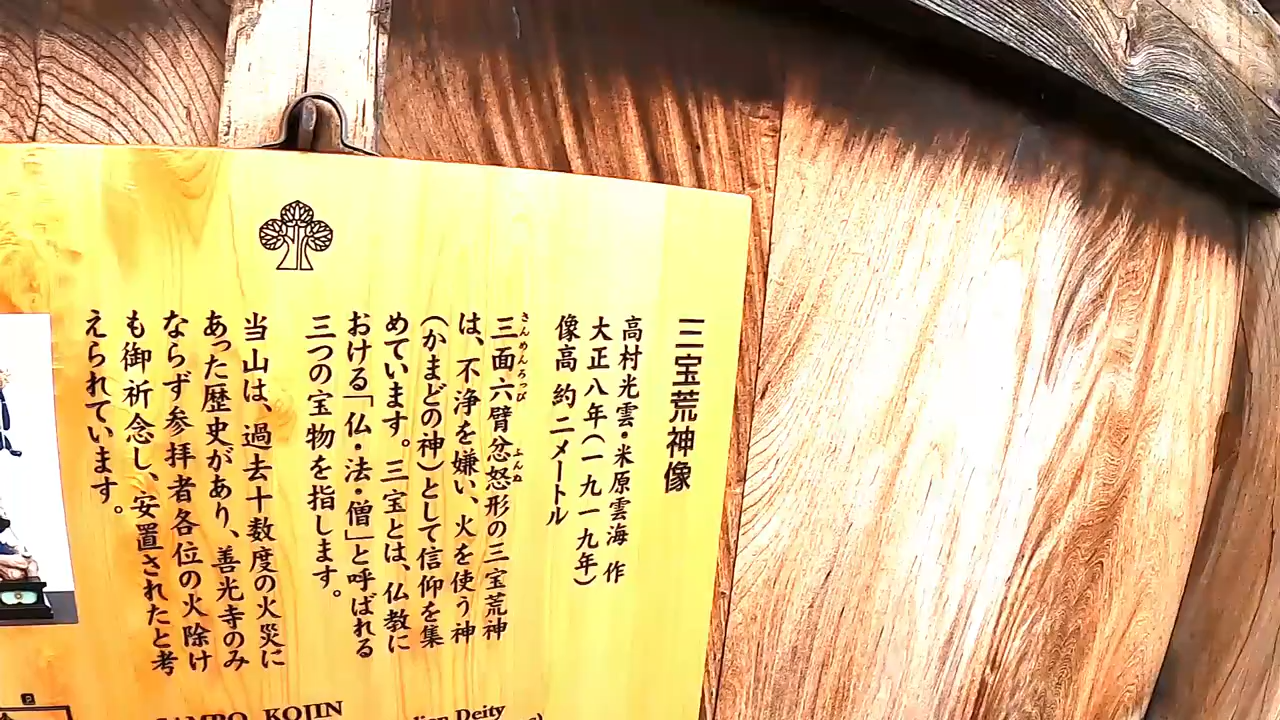 三宝荒神像
高村光雲・米原雲海 作
大正八年(一九一九年)
像高 約二メートル
三面六臂忿怒形の三宝荒神
さんめんろっぴ
ふんぬ
は、不浄を嫌い、火を使う神
(かまどの神)として信仰を集
めています。三宝とは、仏教に
おける「仏・法・僧」と呼ばれる
三つの宝物を指します。
当山は、過去十数度の火災に
あった歴史があり、善光寺のみ
ならず参拝者各位の火除け
も御祈念し、安置されたと考
えられています。
SAMBO KOJIN
Deity